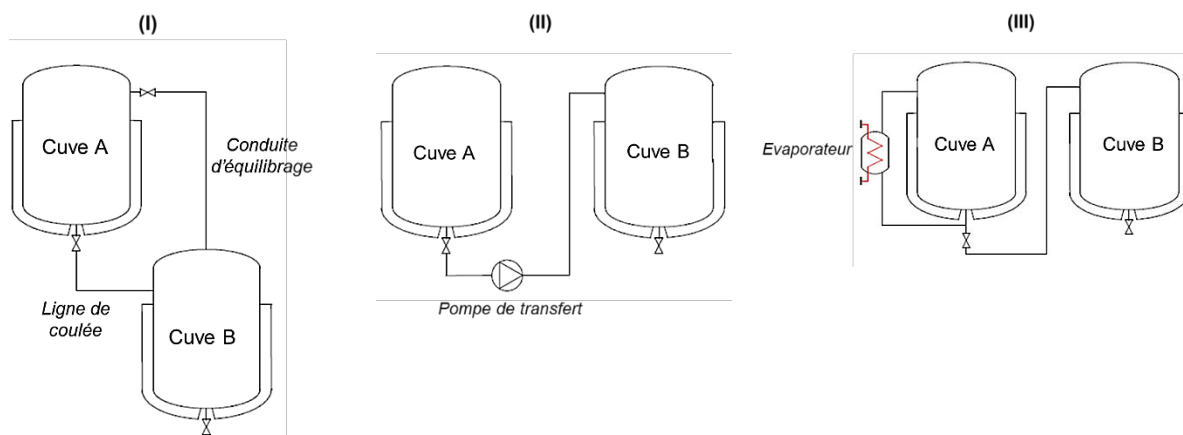 (I)
(II)
(III)
Cuve A
Conduite
d'équilibrage
Ligne de
coulée
Cuve B
Cuve A
Cuve B
Pompe de transfert
Evaporateur
Cuve A
Cuve B